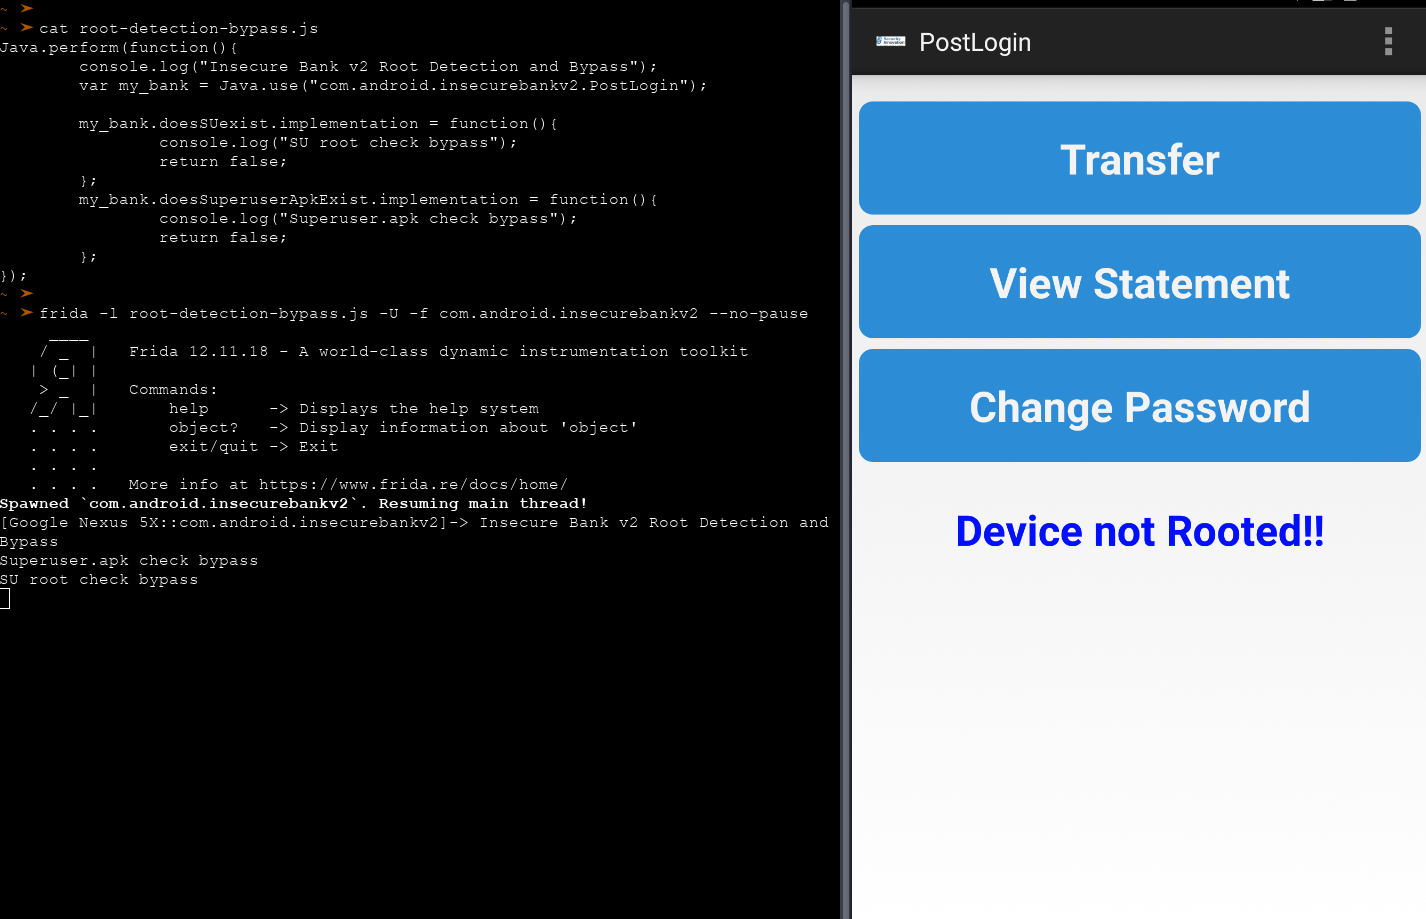 ~ ➤
~ ➤ cat root-detection-bypass.js
Java.perform(function(){
        console.log("Insecure Bank v2 Root Detection and Bypass");
        var my_bank = Java.use("com.android.insecurebankv2.PostLogin");

        my_bank.doesSUexist.implementation = function(){
                console.log("SU root check bypass");
                return false;
        };
        my_bank.doesSuperuserApkExist.implementation = function(){
                console.log("Superuser.apk check bypass");
                return false;
        };
});
~ ➤
~ ➤ frida -l root-detection-bypass.js -U -f com.android.insecurebankv2 --no-pause
     ____
    / _  |   Frida 12.11.18 - A world-class dynamic instrumentation toolkit
   | (_| |
    > _  |   Commands:
   /_/ |_|       help      -> Displays the help system
   . . . .       object?   -> Display information about 'object'
   . . . .       exit/quit -> Exit
   . . . .
   . . . .   More info at https://www.frida.re/docs/home/
Spawned `com.android.insecurebankv2`. Resuming main thread!
[Google Nexus 5X::com.android.insecurebankv2]-> Insecure Bank v2 Root Detection and
Bypass
Superuser.apk check bypass
SU root check bypass
Security
Innovation
PostLogin
Transfer
View Statement
Change Password
Device not Rooted!!